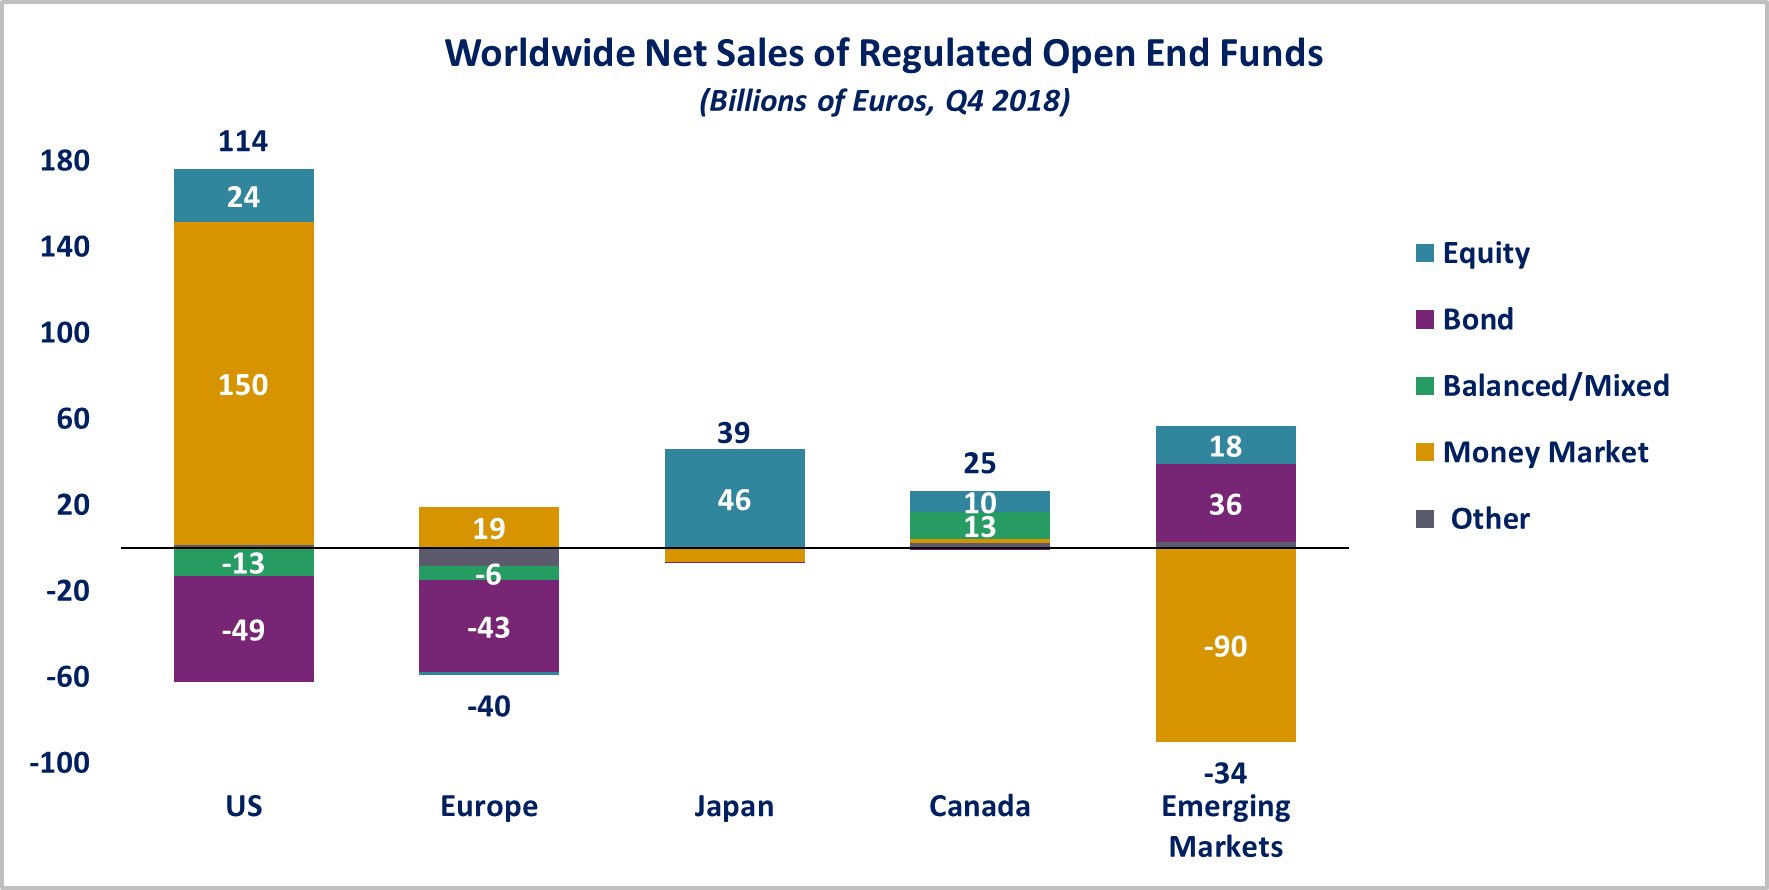 Worldwide Net Sales of Regulated Open End Funds
(Billions of Euros, Q4 2018)
180
140
100
60
20
-20
-60
-100
114
24
150
-13
-49
19
-6
-43
-40
39
46
25
10
13
18
36
-90
-34
US
Europe
Japan
Canada
Emerging
Markets
Equity
Bond
Balanced/Mixed
Money Market
Other